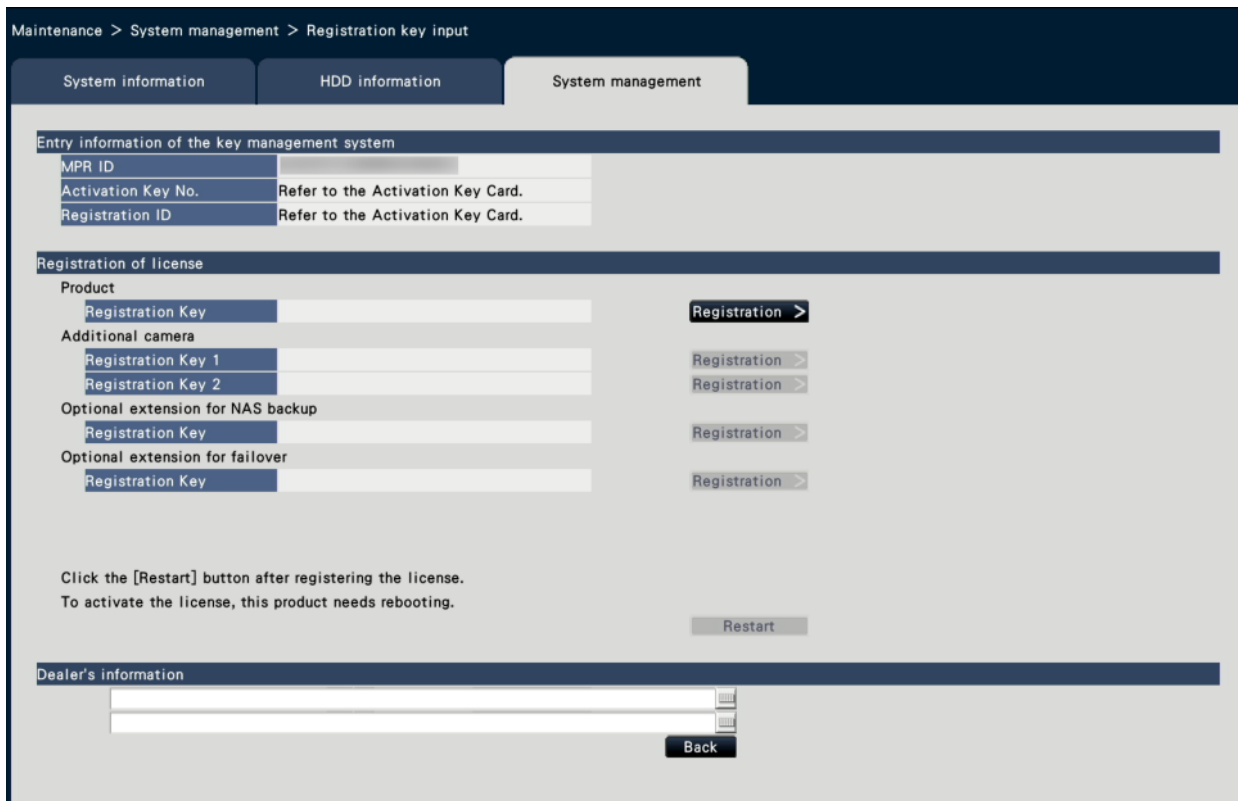 Maintenance > System management > Registration key input
System information HDD information System management
Entry information of the key management system
MPR ID
Activation Key No. Refer to the Activation Key Card.
Registration ID Refer to the Activation Key Card.
Registration of license
Product
Registration Key Registration >
Additional camera
Registration Key 1 Registration >
Registration Key 2 Registration >
Optional extension for NAS backup
Registration Key Registration >
Optional extension for failover
Registration Key Registration >
Click the [Restart] button after registering the license.
To activate the license, this product needs rebooting.
Restart
Dealer's information
Back